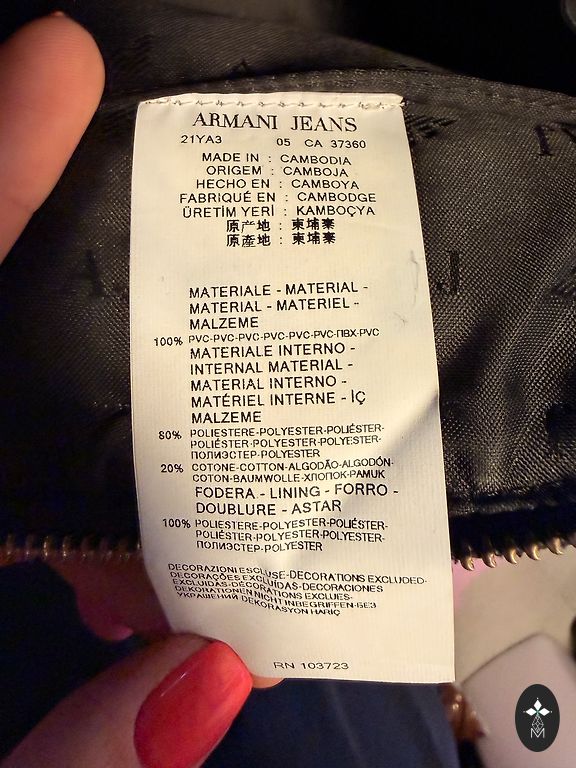 ARMANI JEANS
21YA3 05 CA 37360
MADE IN : CAMBODIA
ORIGEM : CAMBOJA
HECHO EN : CAMBOYA
FABRIQUÉ EN : CAMBODGE
ÜRETİM YERİ : KAMBOÇYA
原产地 : 柬埔寨
原產地 : 柬埔寨
MATERIALE - MATERIAL -
MATERIAL - MATERIEL -
MALZEME
100% PVC-PVC-PVC-PVC-PVC-PVC-ПВХ-PVC
MATERIALE INTERNO -
INTERNAL MATERIAL -
MATERIAL INTERNO -
MATÉRIEL INTERNE - İÇ
MALZEME
80% POLIESTERE-POLYESTER-POLIÉSTER-
POLIÉSTER-POLYESTER-POLYESTER-
ПОЛИЭСТЕР-POLYESTER
20% COTONE-COTTON-ALGODÃO-ALGODÓN-
COTON-BAUMWOLLE-ХЛОПОК-PAMUK
FODERA - LINING - FORRO -
DOUBLURE - ASTAR
100% POLIESTERE-POLYESTER-POLIÉSTER-
POLIÉSTER-POLYESTER-POLYESTER-
ПОЛИЭСТЕР-POLYESTER
DECORAZIONI ESCLUSE-DECORATIONS EXCLUDED-
DECORAÇÕES EXCLUÍDAS-DECORACIONES
EXCLUIDAS-DÉCORATIONS EXCLUES-
DEKORATIONEN NICHT INBEGRIFFEN-БЕЗ
УКРАШЕНИЙ DEKORASYON HARİÇ
RN 103723
M